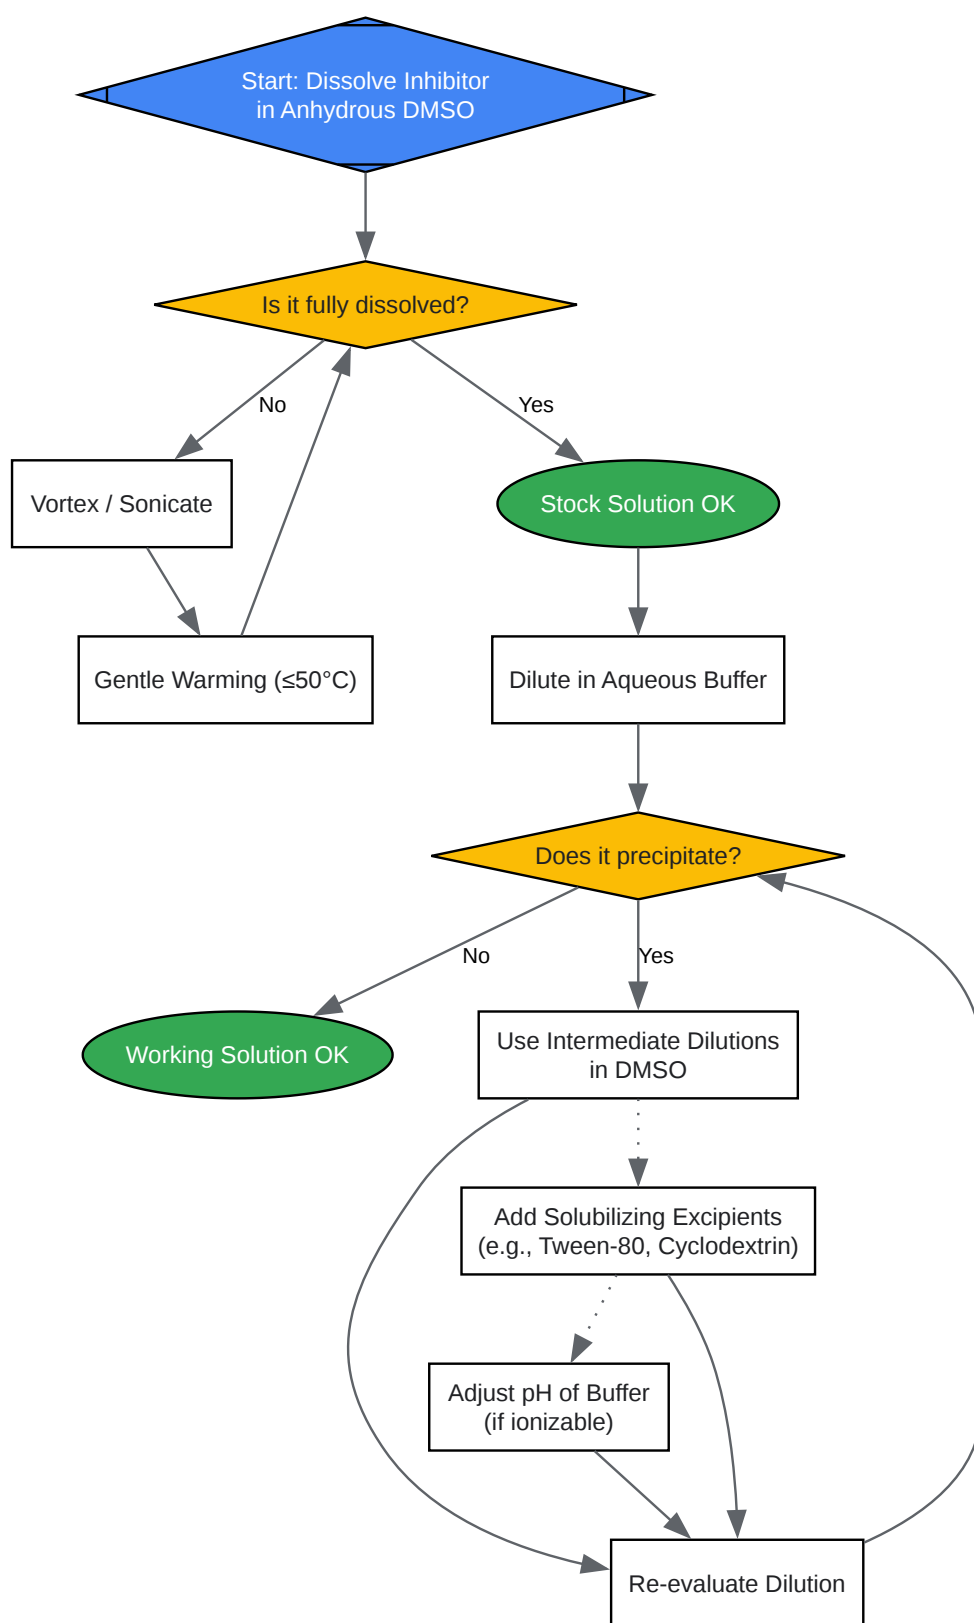 Start: Dissolve Inhibitor
in Anhydrous DMSO
Is it fully dissolved?
No
Yes
Vortex / Sonicate
Stock Solution OK
Gentle Warming (≤50°C)
Dilute in Aqueous Buffer
Does it precipitate?
No
Yes
Working Solution OK
Use Intermediate Dilutions
in DMSO
Add Solubilizing Excipients
(e.g., Tween-80, Cyclodextrin)
Adjust pH of Buffer
(if ionizable)
Re-evaluate Dilution